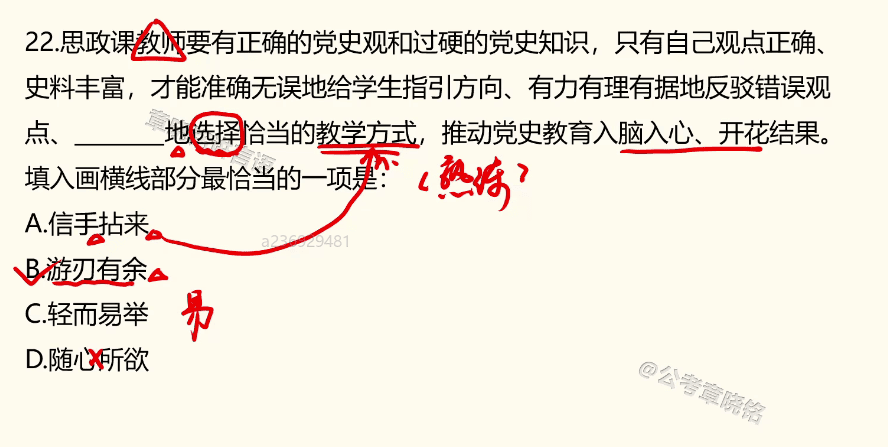 22.思政课教师要有正确的党史观和过硬的党史知识，只有自己观点正确、
史料丰富，才能准确无误地给学生指引方向、有力有理有据地反驳错误观
点、________地选择恰当的教学方式，推动党史教育入脑入心、开花结果。
填入画横线部分最恰当的一项是：
（熟练）
A.信手拈来
a236929481
B.游刃有余
C.轻而易举 易
D.随心所欲
@公考章晓铭